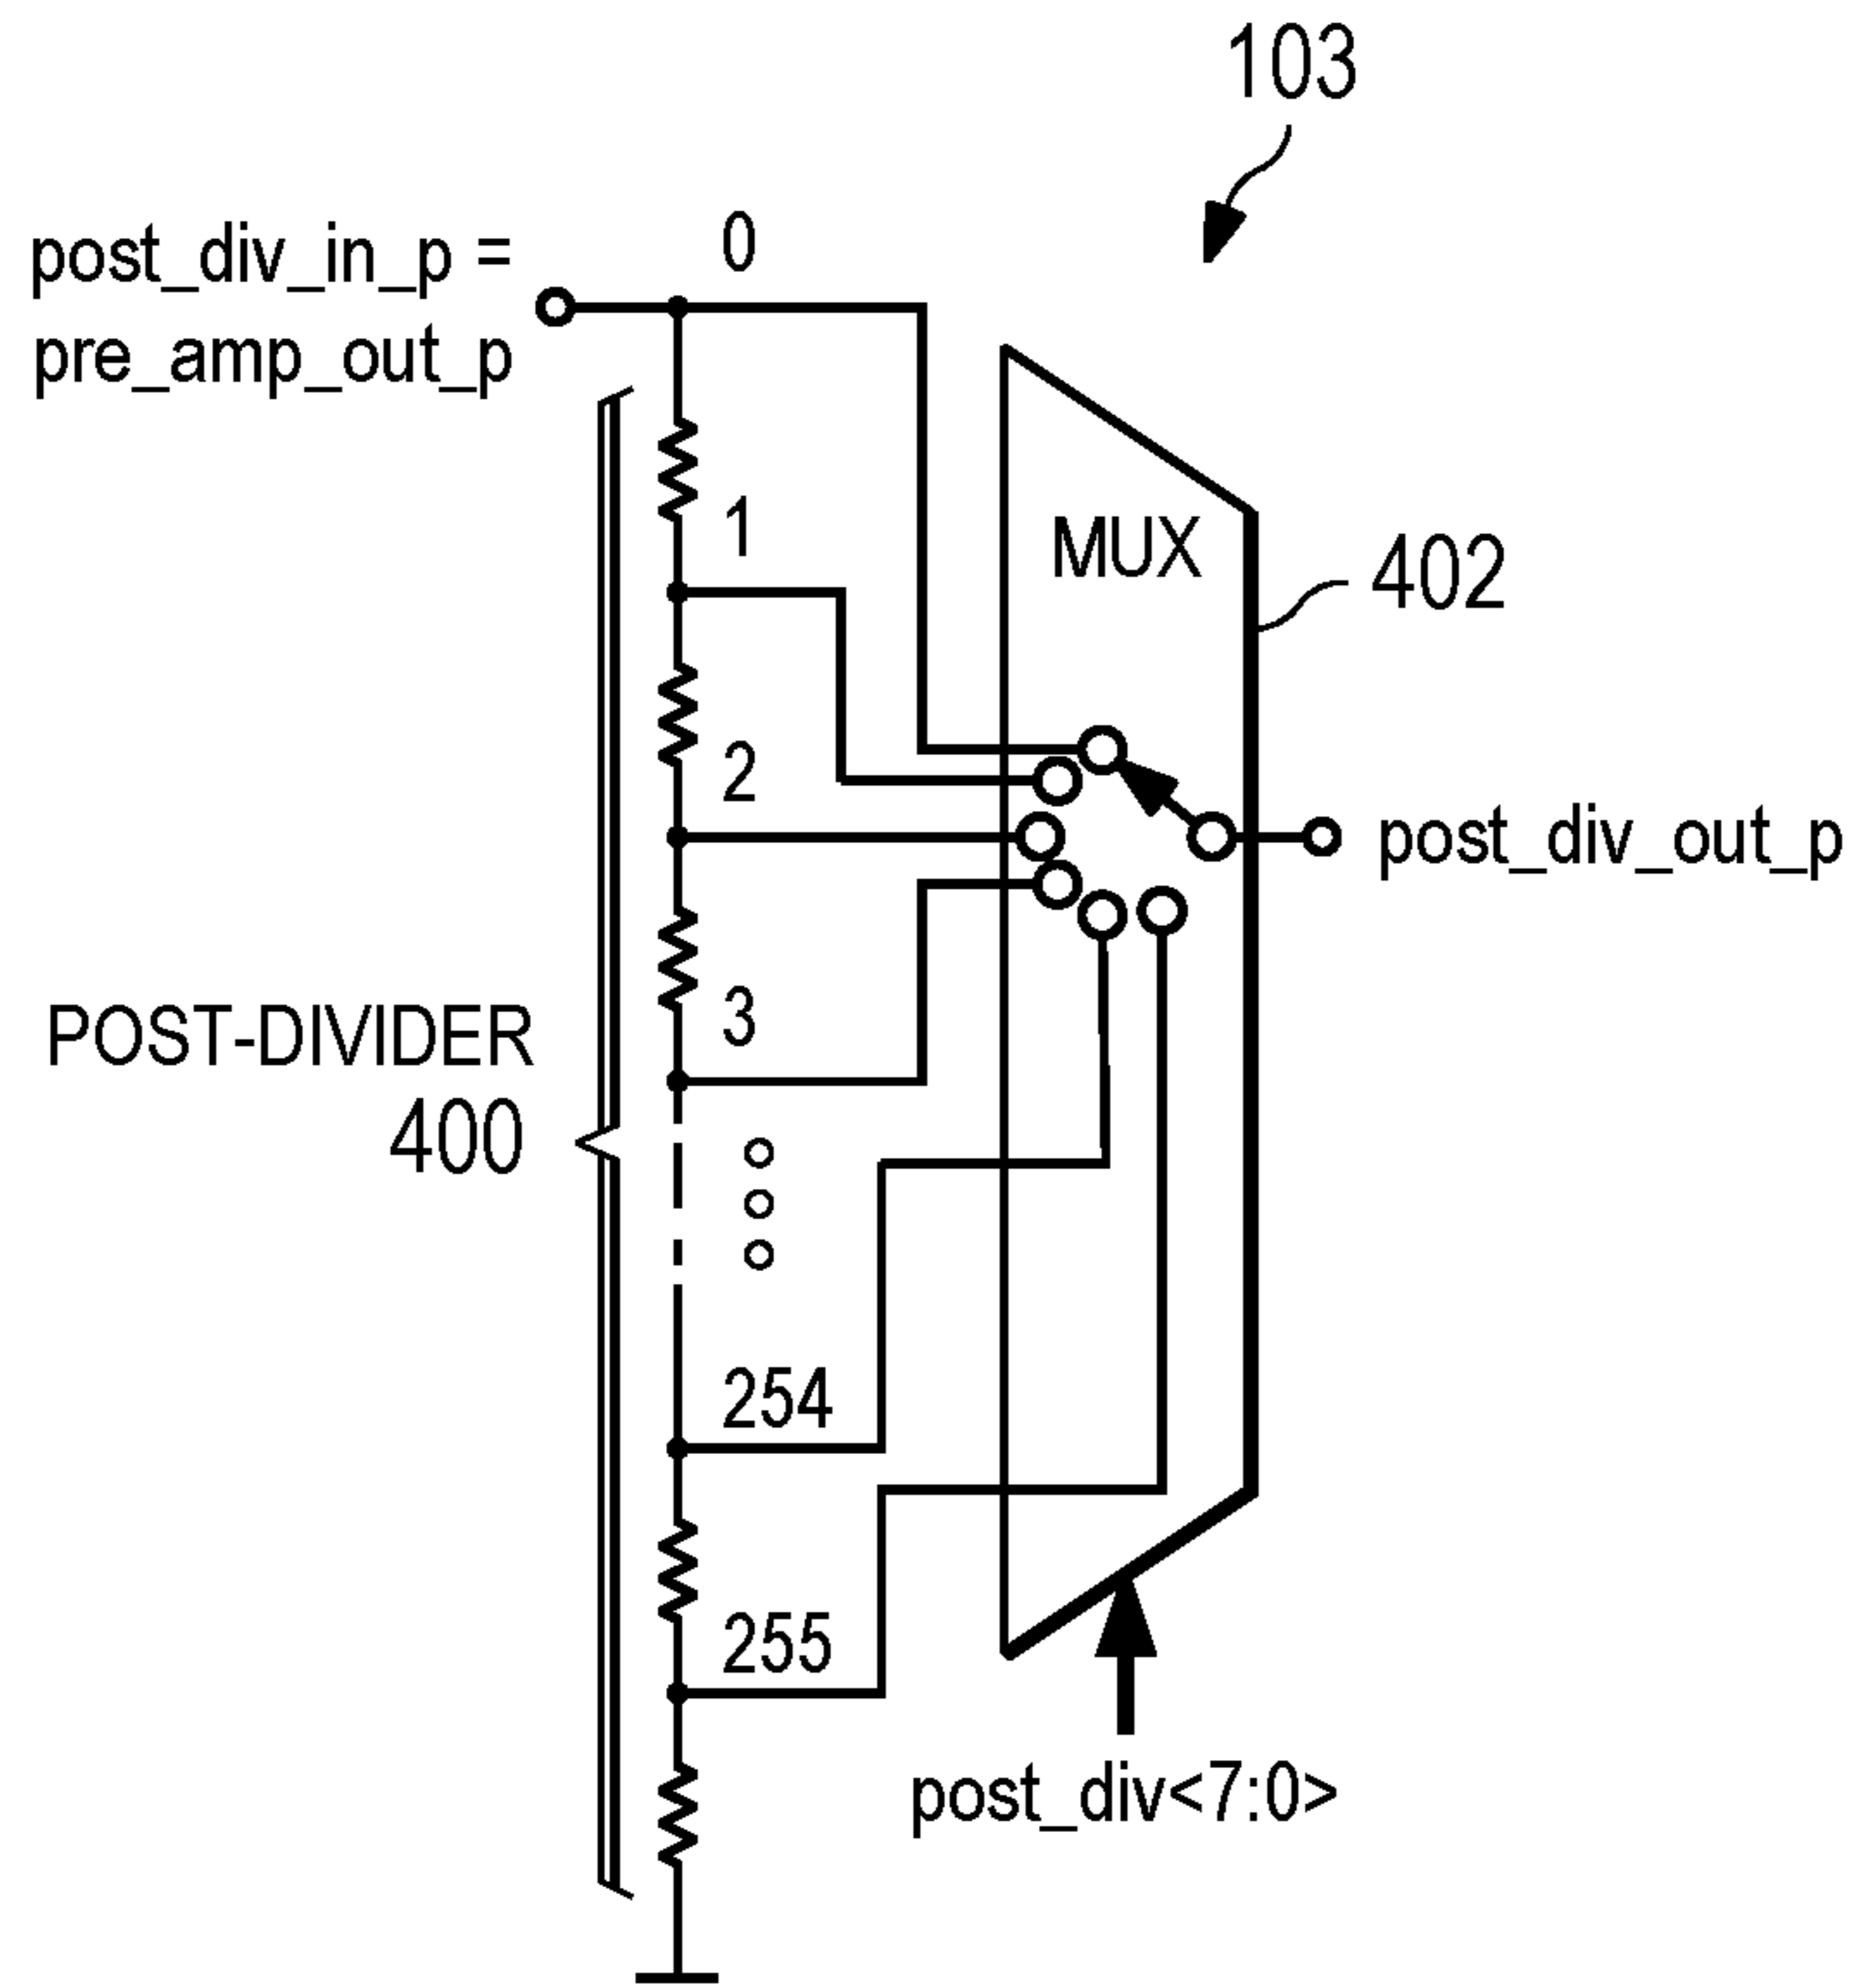 103
post_div_in_p =
pre_amp_out_p
0
1
MUX
402
2
post_div_out_p
3
POST-DIVIDER
400
254
255
post_div<7:0>